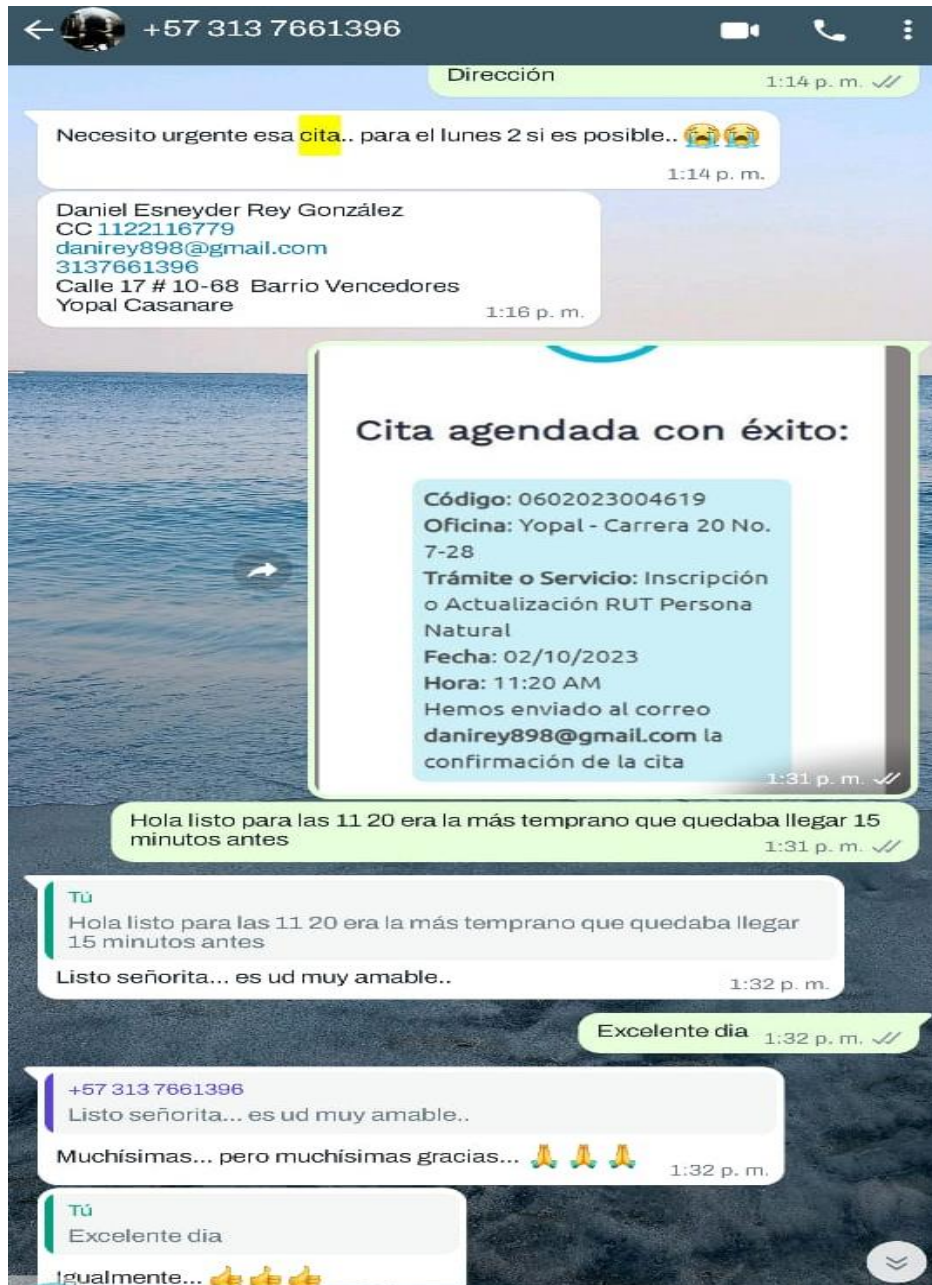 +57 313 7661396
Dirección
1:14 p. m.
Necesito urgente esa cita.. para el lunes 2 si es posible.. 😭😭
1:14 p. m.
Daniel Esneyder Rey González
CC 1122116779
danirey898@gmail.com
3137661396
Calle 17 # 10-68 Barrio Vencedores
Yopal Casanare
1:16 p. m.
Cita agendada con éxito:
Código: 0602023004619
Oficina: Yopal - Carrera 20 No.
7-28
Trámite o Servicio: Inscripción
o Actualización RUT Persona
Natural
Fecha: 02/10/2023
Hora: 11:20 AM
Hemos enviado al correo
danirey898@gmail.com la
confirmación de la cita
1:31 p. m.
Hola listo para las 11 20 era la más temprano que quedaba llegar 15
minutos antes
1:31 p. m.
Tú
Hola listo para las 11 20 era la más temprano que quedaba llegar
15 minutos antes
Listo señorita... es ud muy amable..
1:32 p. m.
Excelente dia
1:32 p. m.
+57 313 7661396
Listo señorita... es ud muy amable..
Muchísimas... pero muchísimas gracias... 🙏🙏🙏
1:32 p. m.
Tú
Excelente dia
Igualmente... 👍👍👍